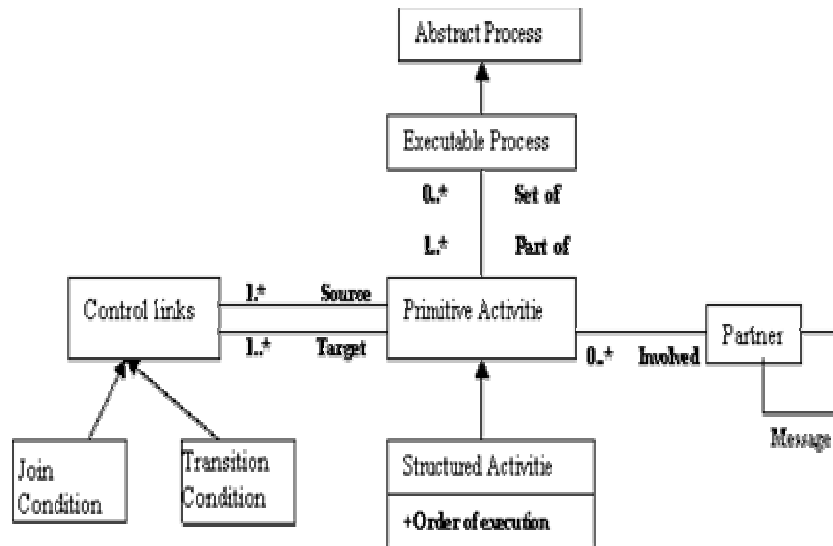 Abstract Process
Executable Process
0..* Set of
1..* Part of
Control links
1.* Source
1..* Target
Primitive Activitie
0..* Involved
Partner
Message
Join
Condition
Transition
Condition
Structured Activitie
+Order of execution